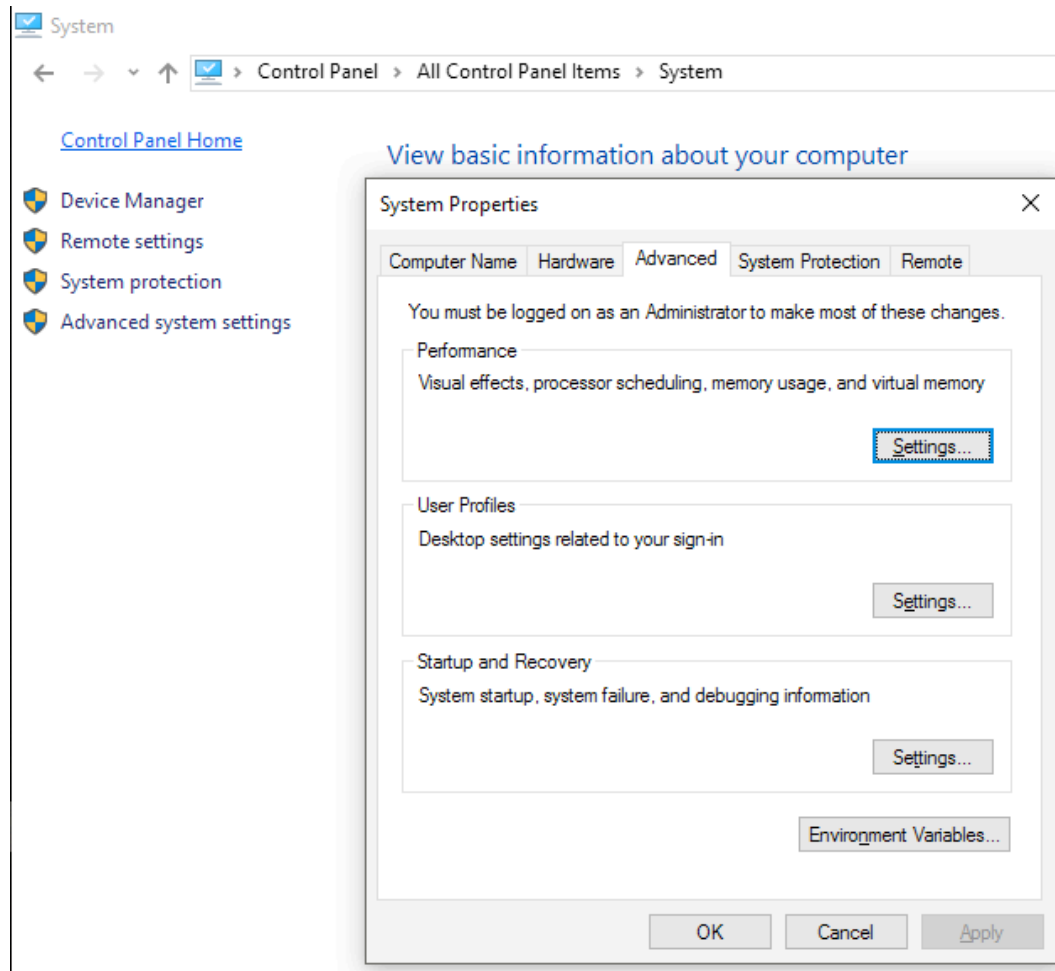 System
Control Panel > All Control Panel Items > System
Control Panel Home
View basic information about your computer
Device Manager
Remote settings
System protection
Advanced system settings
System Properties
Computer Name Hardware Advanced System Protection Remote
You must be logged on as an Administrator to make most of these changes.
Performance
Visual effects, processor scheduling, memory usage, and virtual memory
Settings...
User Profiles
Desktop settings related to your sign-in
Settings...
Startup and Recovery
System startup, system failure, and debugging information
Settings...
Environment Variables...
OK Cancel Apply